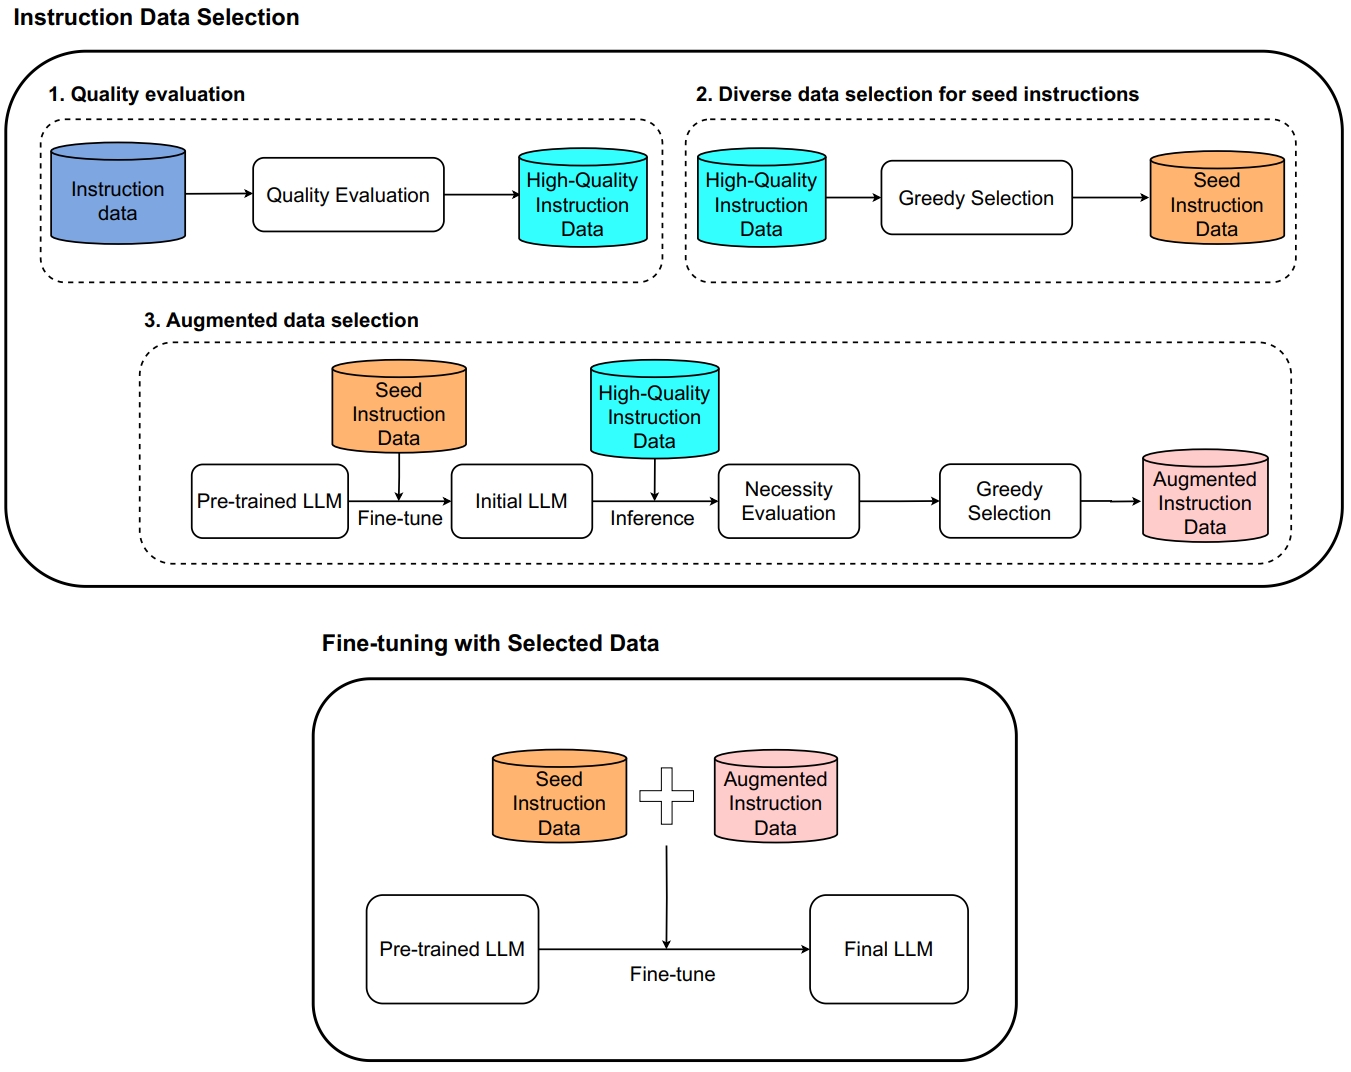 Instruction Data Selection
1. Quality evaluation
Instruction
data
Quality Evaluation
High-Quality
Instruction
Data
2. Diverse data selection for seed instructions
High-Quality
Instruction
Data
Greedy Selection
Seed
Instruction
Data
3. Augmented data selection
Seed
Instruction
Data
High-Quality
Instruction
Data
Pre-trained LLM
Fine-tune
Initial LLM
Inference
Necessity
Evaluation
Greedy
Selection
Augmented
Instruction
Data
Fine-tuning with Selected Data
Seed
Instruction
Data
Augmented
Instruction
Data
Pre-trained LLM
Fine-tune
Final LLM